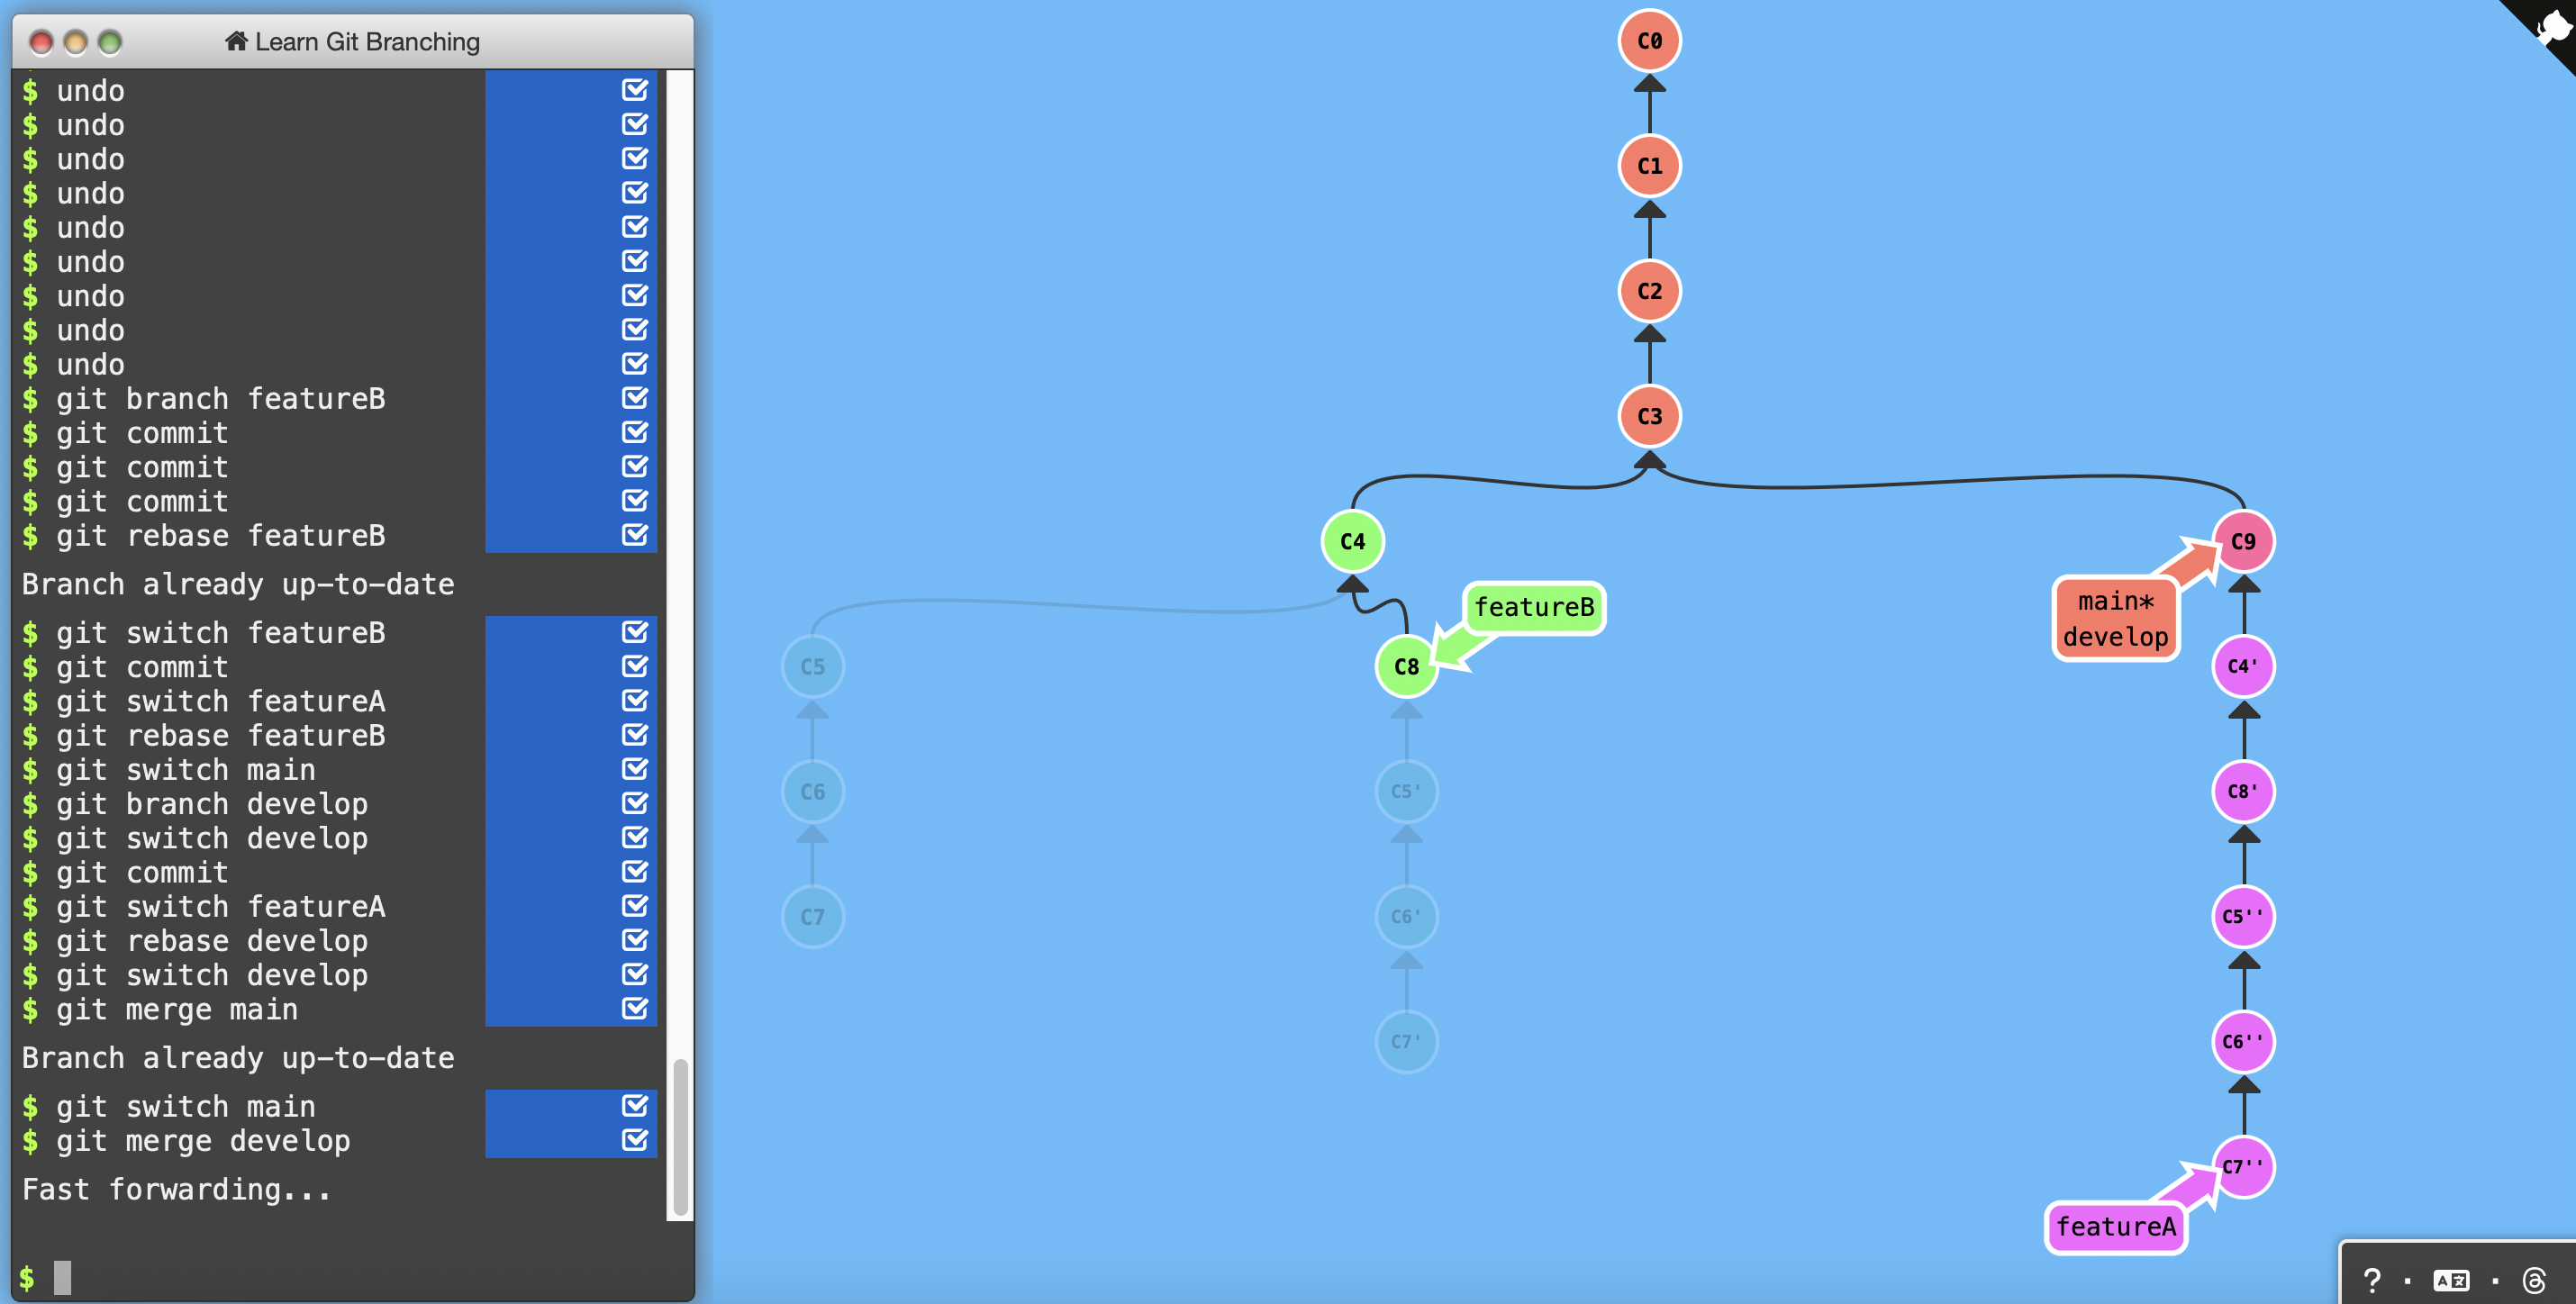 Learn Git Branching
$ undo
$ undo
$ undo
$ undo
$ undo
$ undo
$ undo
$ undo
$ undo
$ git branch featureB
$ git commit
$ git commit
$ git commit
$ git rebase featureB
Branch already up-to-date
$ git switch featureB
$ git commit
$ git switch featureA
$ git rebase featureB
$ git switch main
$ git branch develop
$ git switch develop
$ git commit
$ git switch featureA
$ git rebase develop
$ git switch develop
$ git merge main
Branch already up-to-date
$ git switch main
$ git merge develop
Fast forwarding...
$
C0
C1
C2
C3
C4
C9
featureB
main*
develop
C5
C8
C4'
C6
C5'
C8'
C7
C6'
C5''
C7'
C6''
C7''
featureA
? · A文 ·